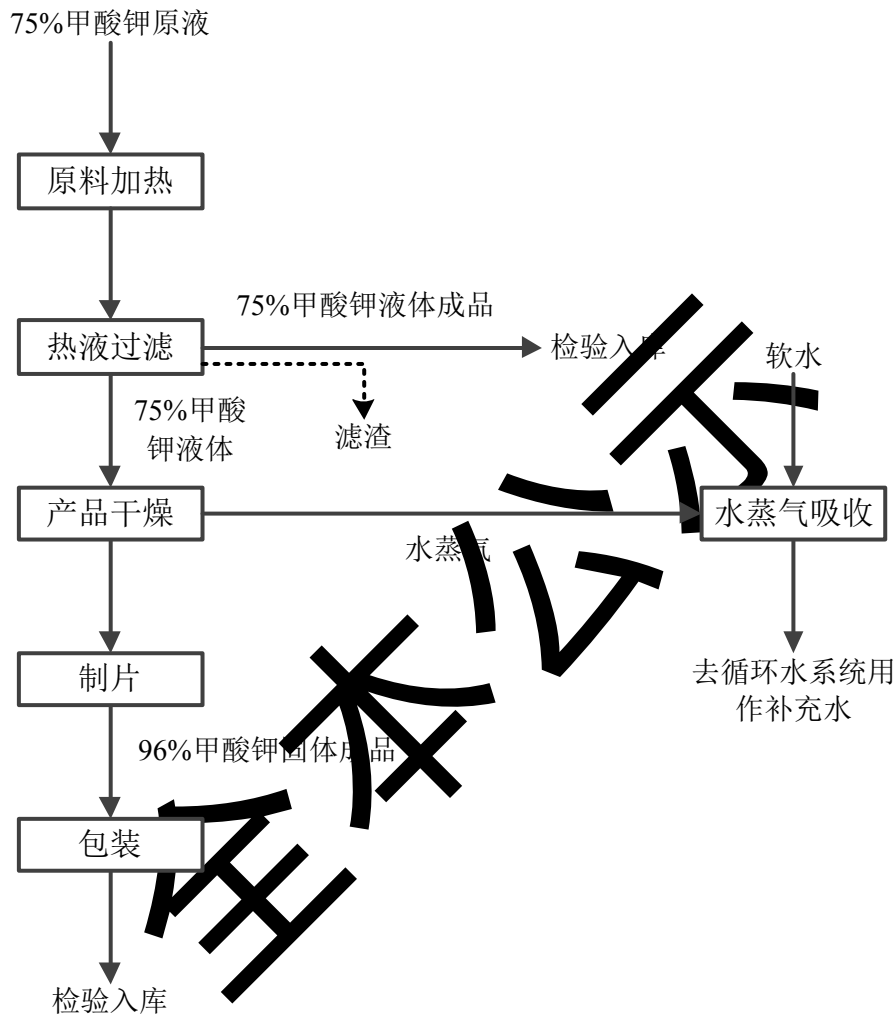 75%甲酸钾原液
原料加热
75%甲酸钾液体成品
热液过滤
检验入库
软水
75%甲酸
钾液体
滤渣
产品干燥
水蒸气
水蒸气吸收
制片
去循环水系统用
作补充水
96%甲酸钾固体成品
包装
检验入库
全本公示